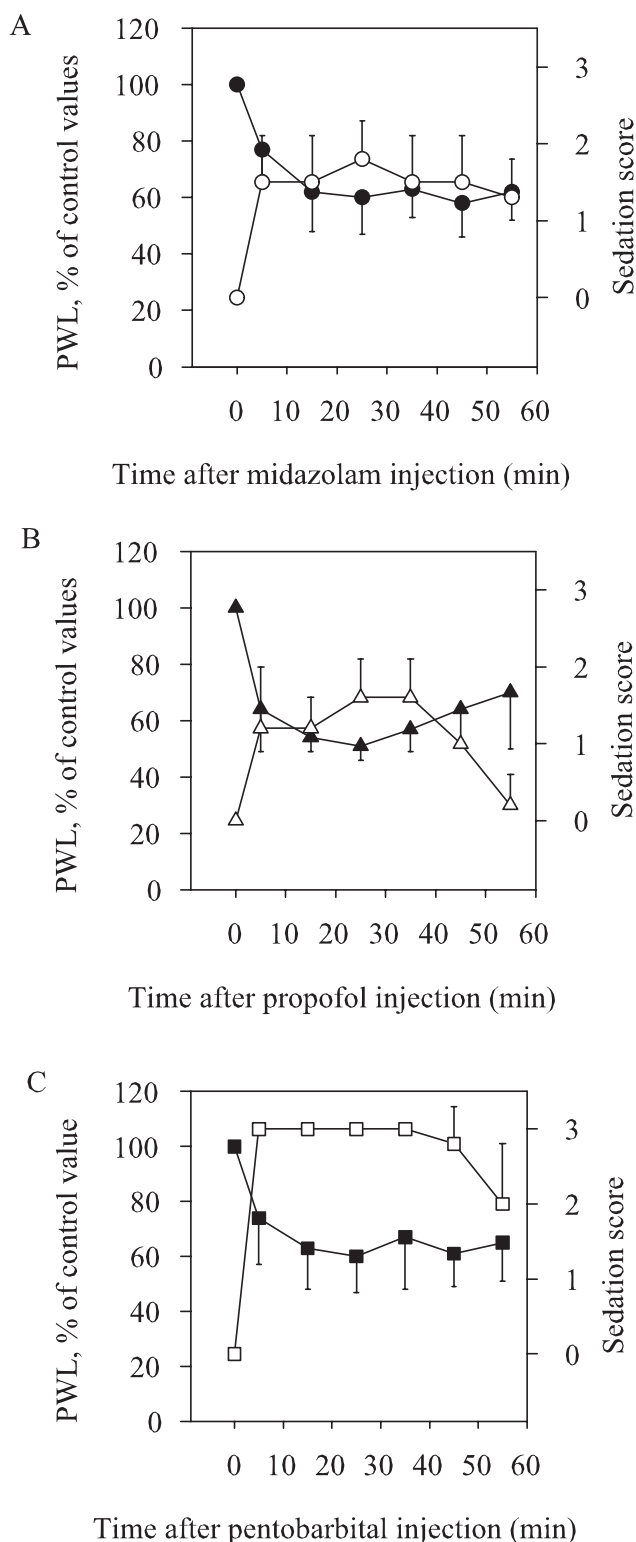 A
120
100
80
60
40
20
0
PWL, % of control values
3
2
1
0
Sedation score
0 10 20 30 40 50 60
Time after midazolam injection (min)
B
120
100
80
60
40
20
0
PWL, % of control values
3
2
1
0
Sedation score
0 10 20 30 40 50 60
Time after propofol injection (min)
C
120
100
80
60
40
20
0
PWL, % of control value
3
2
1
0
Sedation score
0 10 20 30 40 50 60
Time after pentobarbital injection (min)